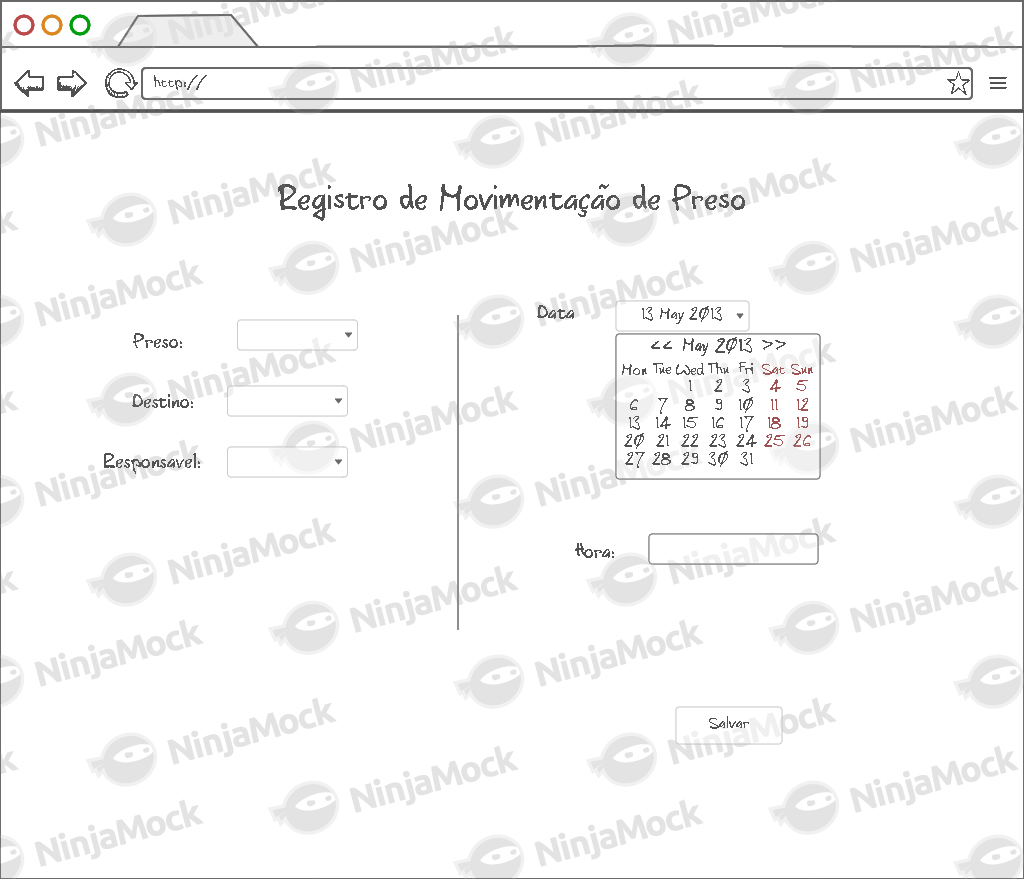 http://
Registro de Movimentação de Preso
Preso:
Destino:
Responsavel:
Data
13 May 2013
<< May 2013 >>
Mon Tue Wed Thu Fri Sat Sun
1 2 3 4 5
6 7 8 9 10 11 12
13 14 15 16 17 18 19
20 21 22 23 24 25 26
27 28 29 30 31
Hora:
Salvar
NinjaMock